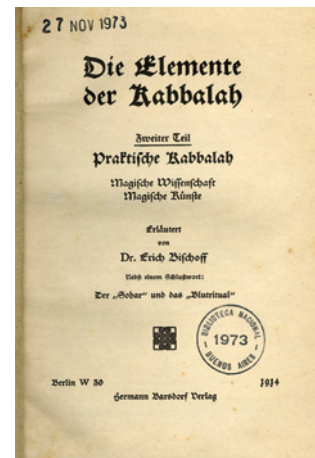 27 NOV 1973
Die Elemente
der Kabbalah
Zweiter Teil
Praktische Kabbalah
Magische Wissenschaft
Magische Künste
Erläutert
von
Dr. Erich Bischoff
Nebst einem Schlußwort:
Der „Sohar“ und das „Blutritual“
BIBLIOTECA NACIONAL
1973
BUENOS AIRES
Berlin W 30 1914
Hermann Barsdorf Verlag